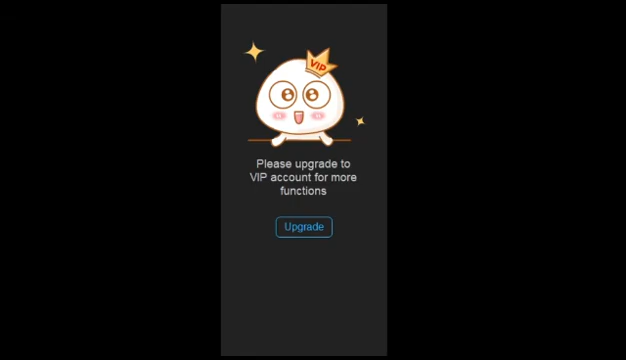 VIP
Please upgrade to
VIP account for more
functions
Upgrade